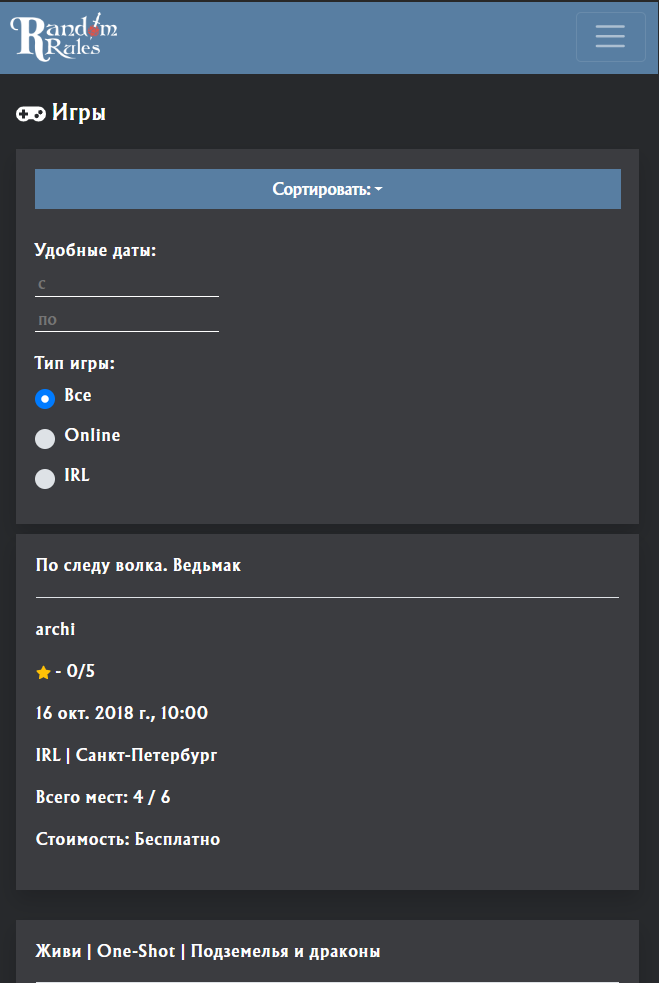 Random
Rules
Игры
Сортировать:
Удобные даты:
с
по
Тип игры:
Все
Online
IRL
По следу волка. Ведьмак
archi
- 0/5
16 окт. 2018 г., 10:00
IRL | Санкт-Петербург
Всего мест: 4 / 6
Стоимость: Бесплатно
Живи | One-Shot | Подземелья и драконы